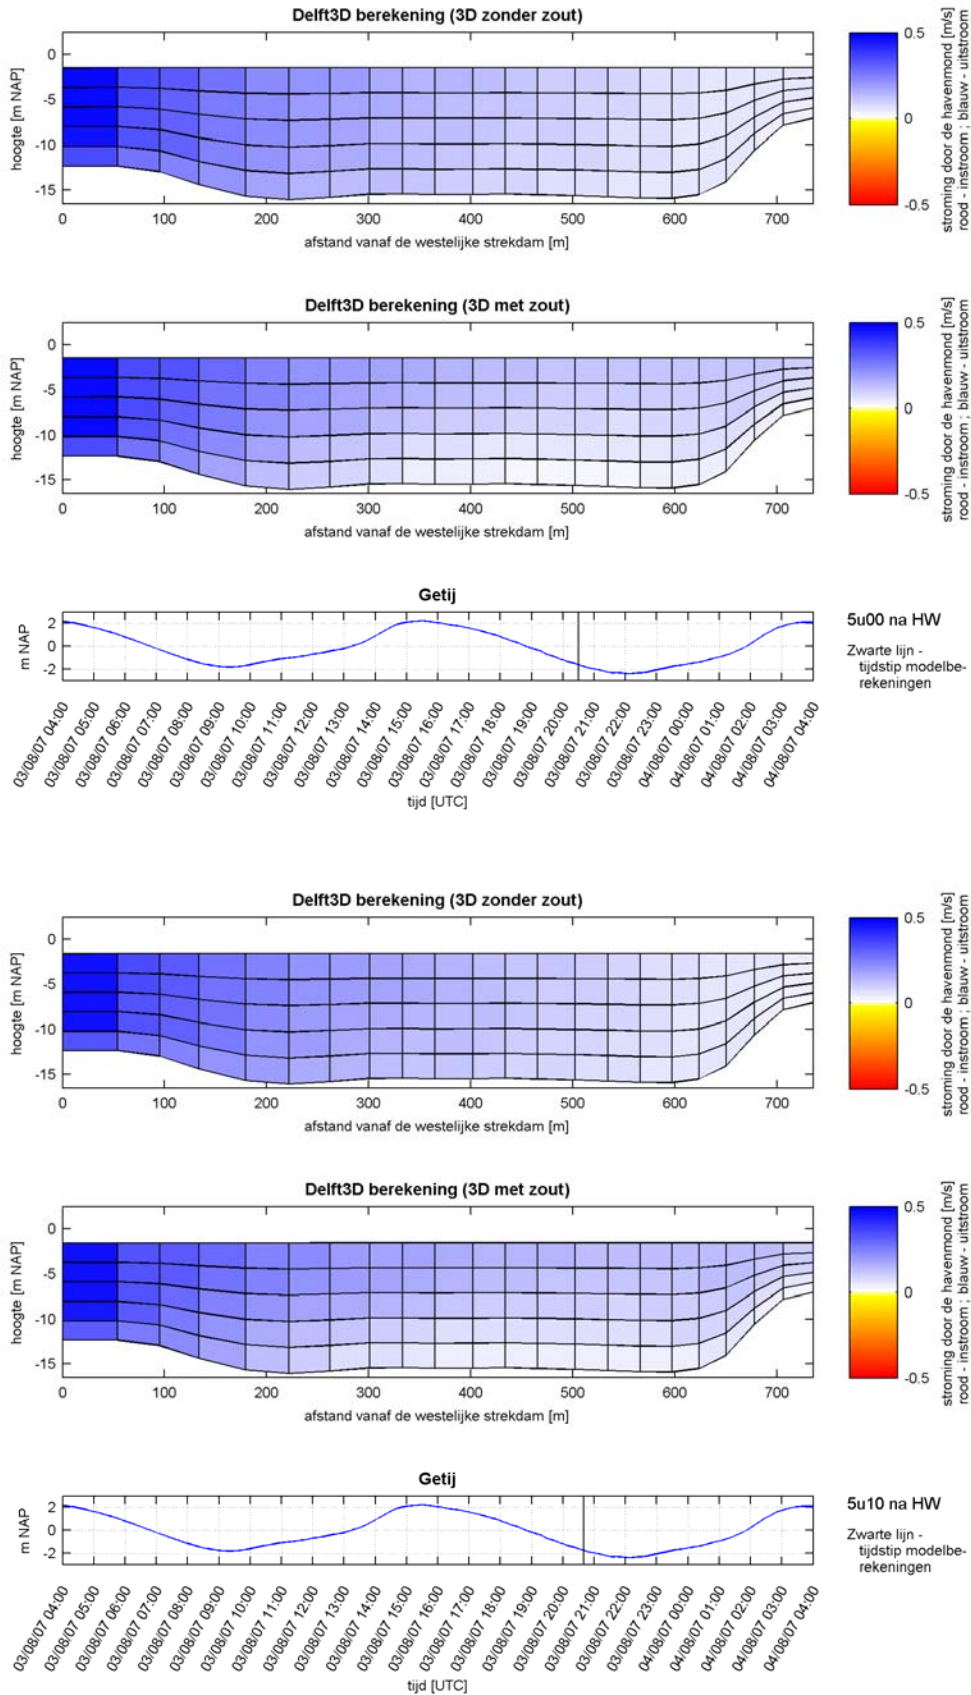 Delft3D berekening (3D zonder zout)
hoogte [m NAP]
0
-5
-10
-15
0 100 200 300 400 500 600 700
afstand vanaf de westelijke strekdam [m]
0.5
0
-0.5
stroming door de havenmond [m/s]
rood - instroom ; blauw - uitstroom
Delft3D berekening (3D met zout)
hoogte [m NAP]
0
-5
-10
-15
0 100 200 300 400 500 600 700
afstand vanaf de westelijke strekdam [m]
0.5
0
-0.5
stroming door de havenmond [m/s]
rood - instroom ; blauw - uitstroom
Getij
m NAP
2
0
-2
03/08/07 04:00
03/08/07 05:00
03/08/07 06:00
03/08/07 07:00
03/08/07 08:00
03/08/07 09:00
03/08/07 10:00
03/08/07 11:00
03/08/07 12:00
03/08/07 13:00
03/08/07 14:00
03/08/07 15:00
03/08/07 16:00
03/08/07 17:00
03/08/07 18:00
03/08/07 19:00
03/08/07 20:00
03/08/07 21:00
03/08/07 22:00
03/08/07 23:00
04/08/07 00:00
04/08/07 01:00
04/08/07 02:00
04/08/07 03:00
04/08/07 04:00
tijd [UTC]
5u00 na HW
Zwarte lijn -
tijdstip modelbe-
rekeningen
Delft3D berekening (3D zonder zout)
hoogte [m NAP]
0
-5
-10
-15
0 100 200 300 400 500 600 700
afstand vanaf de westelijke strekdam [m]
0.5
0
-0.5
stroming door de havenmond [m/s]
rood - instroom ; blauw - uitstroom
Delft3D berekening (3D met zout)
hoogte [m NAP]
0
-5
-10
-15
0 100 200 300 400 500 600 700
afstand vanaf de westelijke strekdam [m]
0.5
0
-0.5
stroming door de havenmond [m/s]
rood - instroom ; blauw - uitstroom
Getij
m NAP
2
0
-2
03/08/07 04:00
03/08/07 05:00
03/08/07 06:00
03/08/07 07:00
03/08/07 08:00
03/08/07 09:00
03/08/07 10:00
03/08/07 11:00
03/08/07 12:00
03/08/07 13:00
03/08/07 14:00
03/08/07 15:00
03/08/07 16:00
03/08/07 17:00
03/08/07 18:00
03/08/07 19:00
03/08/07 20:00
03/08/07 21:00
03/08/07 22:00
03/08/07 23:00
04/08/07 00:00
04/08/07 01:00
04/08/07 02:00
04/08/07 03:00
04/08/07 04:00
tijd [UTC]
5u10 na HW
Zwarte lijn -
tijdstip modelbe-
rekeningen